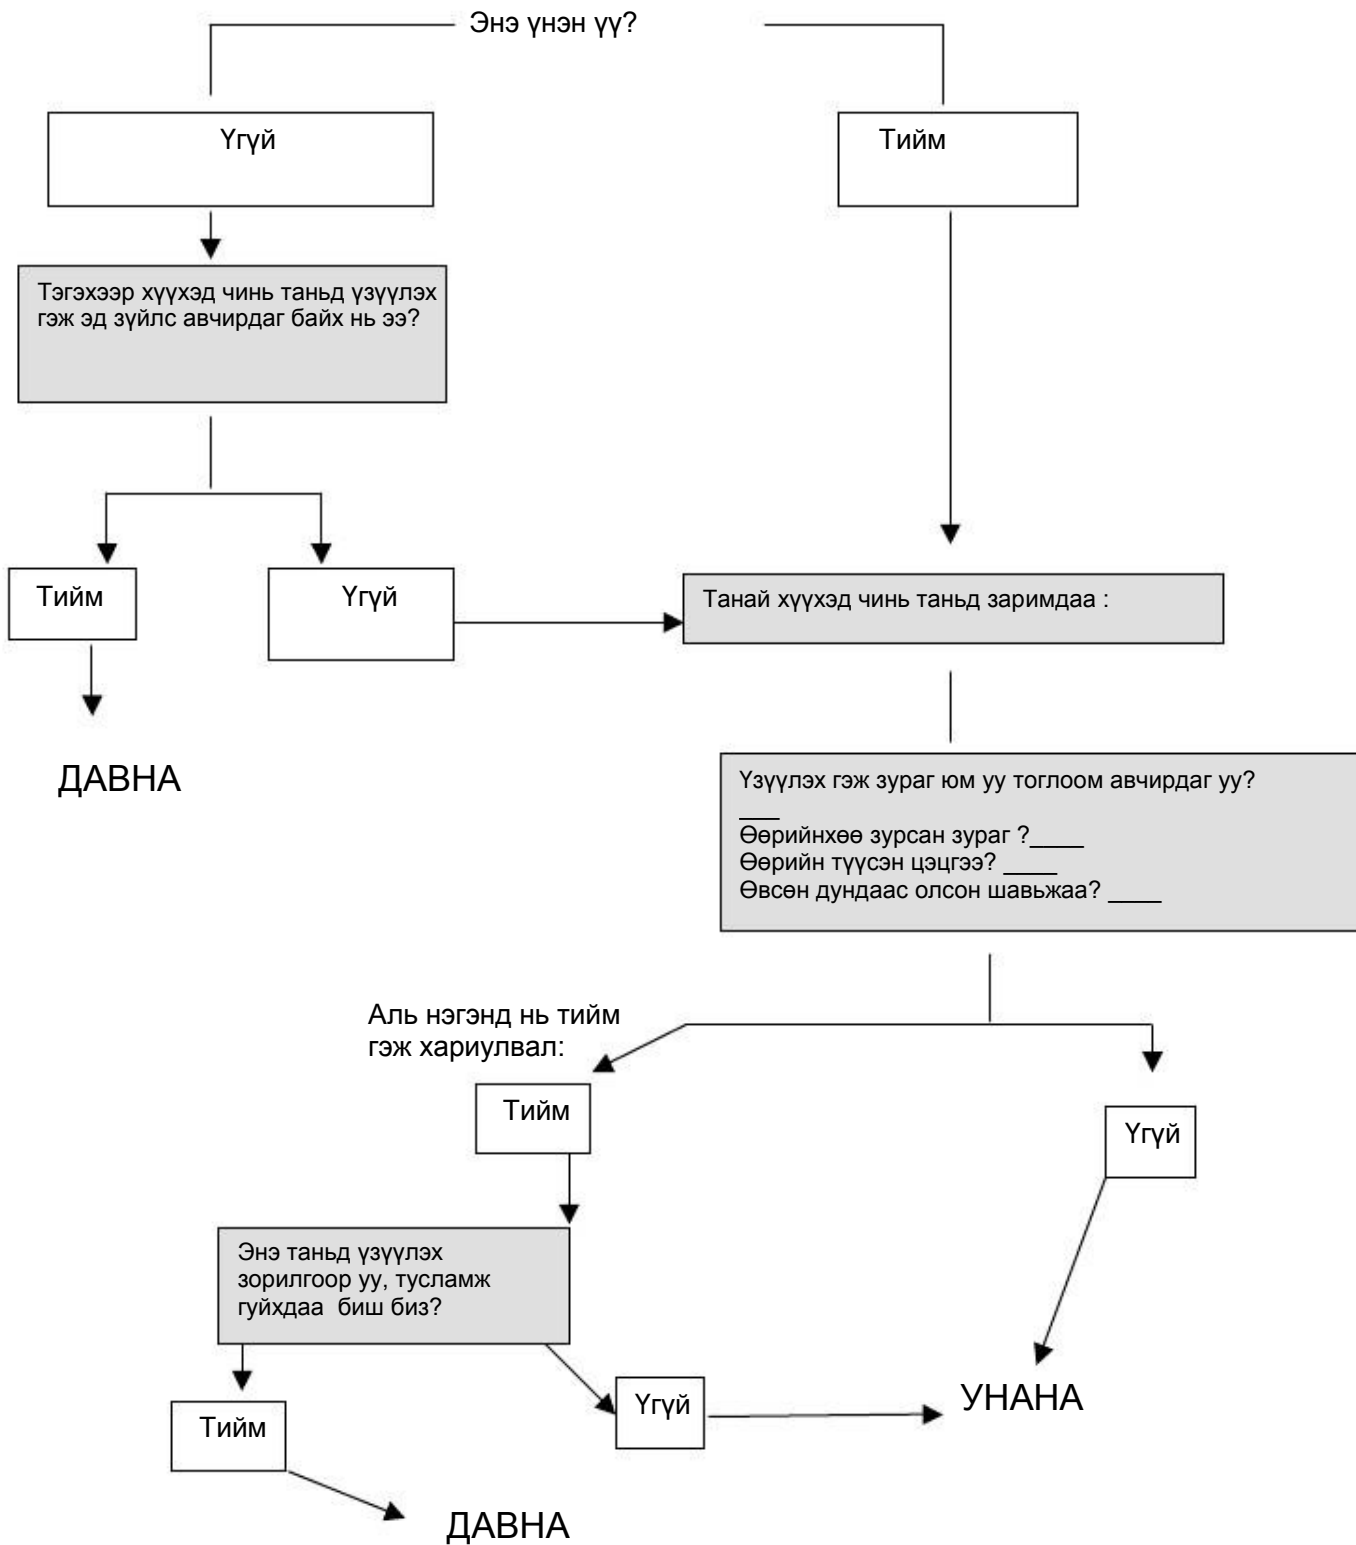 Энэ үнэн үү?
Үгүй
Тийм
Тэгэхээр хүүхэд чинь таньд үзүүлэх
гэж эд зүйлс авчирдаг байх нь ээ?
Тийм
Үгүй
Танай хүүхэд чинь таньд заримдаа :
ДАВНА
Үзүүлэх гэж зураг юм уу тоглоом авчирдаг уу?
___
Өөрийнхөө зурсан зураг ?____
Өөрийн түүсэн цэцгээ? ____
Өвсөн дундаас олсон шавьжаа? ____
Аль нэгэнд нь тийм
гэж хариулвал:
Тийм
Үгүй
Энэ таньд үзүүлэх
зорилгоор уу, тусламж
гуйхдаа  биш биз?
Тийм
Үгүй
УНАНА
ДАВНА